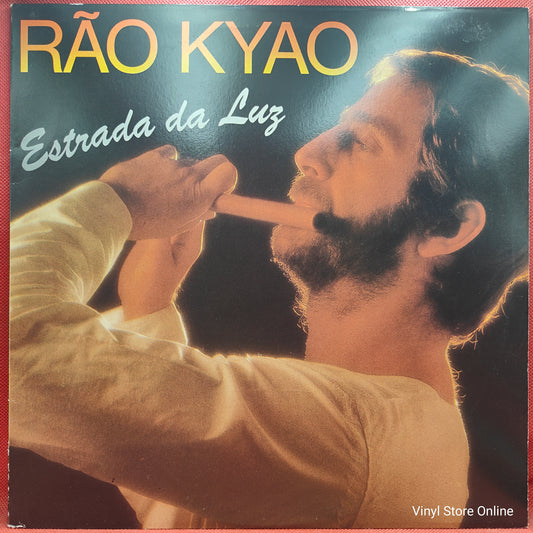 RÃO KYAO
Estrada da Luz
Vinyl Store Online